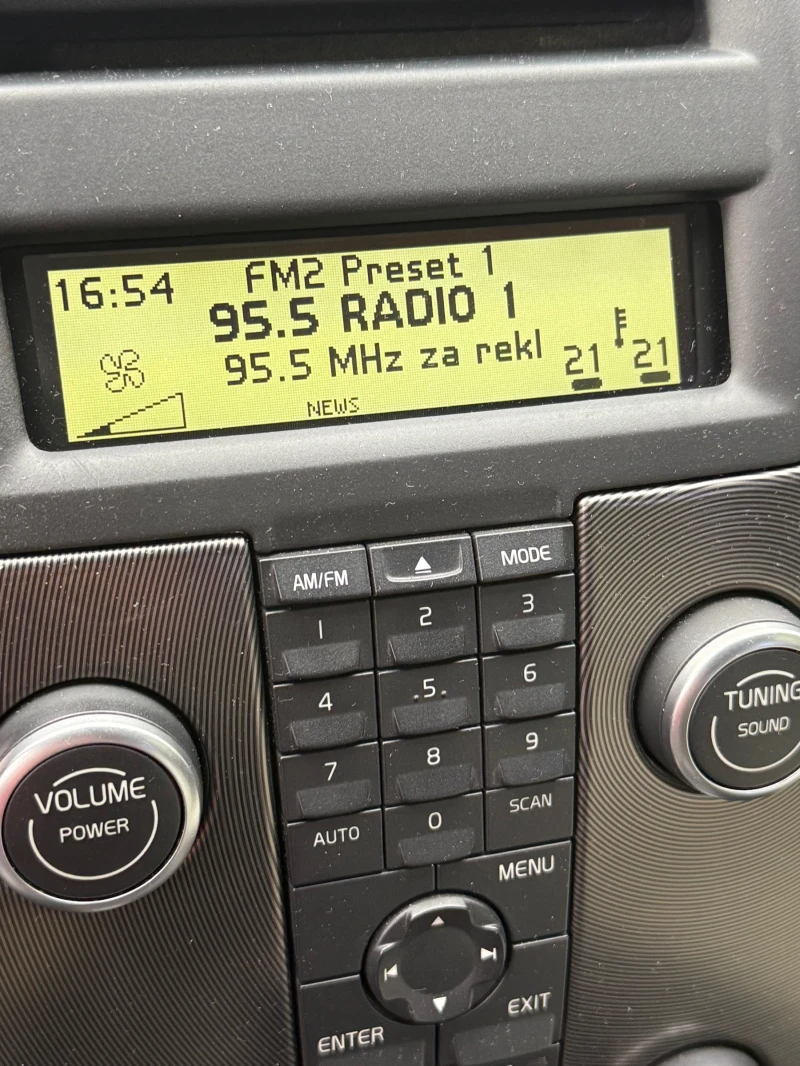 16:54
FM2 Preset 1
95.5 RADIO 1
95.5 MHz za rekl
21 21
NEWS
AM/FM MODE
1 2 3
4 .5. 6
7 8 9
AUTO 0 SCAN
VOLUME
POWER
TUNING
SOUND
MENU
ENTER EXIT